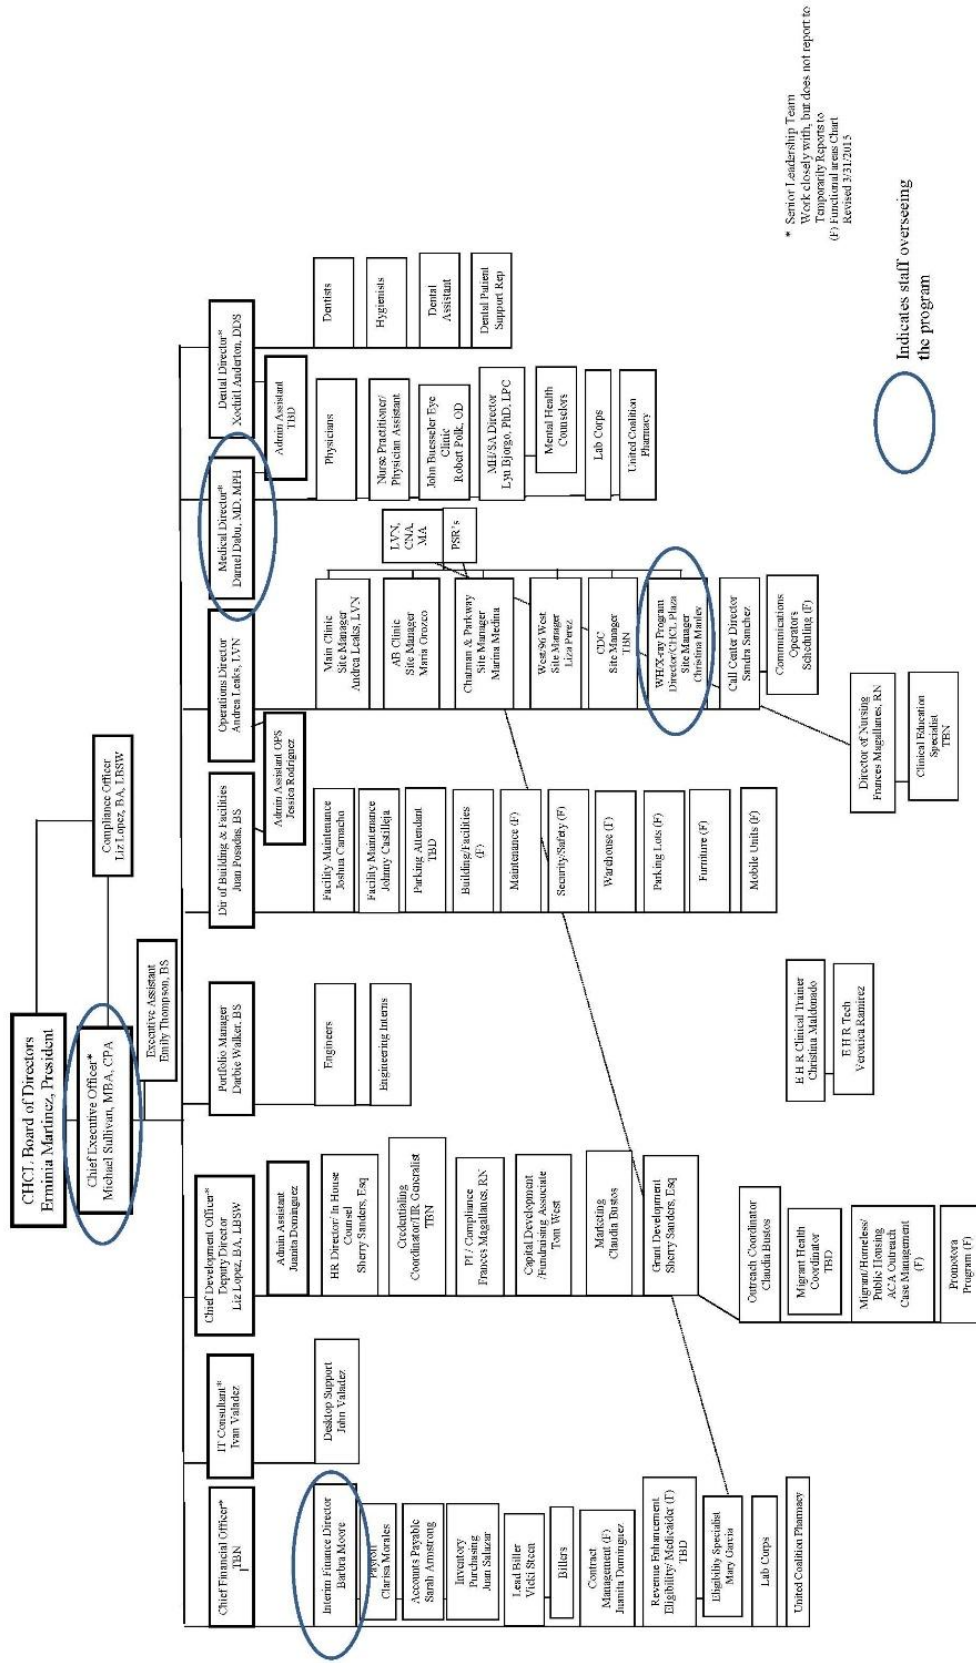 CHCL Board of Directors
Erminia Martinez, President
Chief Executive Officer*
Michael Sullivan, MBA, CPA
Compliance Officer
Liz Lopez, BA, LBSW
Executive Assistant
Emily Thompson, BS
Chief Financial Officer*
TBN
IT Consultant*
Ivan Valadez
Chief Development Officer*
Deputy Director
Liz Lopez, BA, LBSW
Portfolio Manager
Darbie Walker, BS
Dir of Building & Facilities
Juan Posadas, BS
Operations Director
Andrea Leaks, LVN
Medical Director*
Darnel Dabu, MD, MPH
Dental Director*
Xochitl Anderton, DDS
Interim Finance Director
Barbra Moore
Payroll
Clarisa Morales
Accounts Payable
Sarah Armstrong
Inventory
Purchasing
Juan Salazar
Lead Biller
Vicki Steen
Billers
Contract
Management (F)
Juanita Dominguez
Revenue Enhancement
Eligibility/ Medicaider (F)
TBD
Eligibility Specialist
Mary Garcia
Lab Corps
United Coalition Pharmacy
Desktop Support
John Valadez
Admin Assistant
Juanita Dominguez
HR Director/ In House
Counsel
Sherry Sanders, Esq
Credentialing
Coordinator/HR Generalist
TBN
PI / Compliance
Frances Magallanes, RN
Capital Development
/Fundraising Associate
Tom West
Marketing
Claudia Bustos
Grant Development
Sherry Sanders, Esq
Outreach Coordinator
Claudia Bustos
Migrant Health
Coordinator
TBD
Migrant/Homeless/
Public Housing
ACA Outreach
Case Management
(F)
Promotora
Program (F)
Engineers
Engineering Interns
E H R Clinical Trainer
Christina Maldonado
E H R Tech
Veronica Ramirez
Facility Maintenance
Joshua Camacho
Facility Maintenance
Johnny Castilleja
Parking Attendant
TBD
Building/Facilities
(F)
Maintenance (F)
Security/Safety (F)
Warehouse (F)
Parking Lots (F)
Furniture (F)
Mobile Units (F)
Admin Assistant OPS
Jessica Rodriguez
Main Clinic
Site Manager
Andrea Leaks, LVN
AB Clinic
Site Manager
Maria Orozco
Chatman & Parkway
Site Manager
Marina Medina
West/96 West
Site Manager
Liza Perez
CDC
Site Manager
TBN
WH/X-ray Program
Director/CHCL Plaza
Site Manager
Christina Manley
Call Center Director
Sandra Sanchez
Communications
Operators
Scheduling (F)
Director of Nursing
Frances Magallanes, RN
Clinical Education
Specialist
TBN
LVN,
CNA,
MA
PSR's
Admin Assistant
TBD
Physicians
Nurse Practitioner/
Physician Assistant
John Buesseler Eye
Clinic
Robert Polk, OD
MH/SA Director
Lyn Bjorgo, PhD, LPC
Mental Health
Counselors
Lab Corps
United Coalition
Pharmacy
Dentists
Hygienists
Dental
Assistant
Dental Patient
Support Rep
* Senior Leadership Team
Work closely with, but does not report to
Temporarily Reports to
(F) Functional areas Chart
Revised 3/31/2015
Indicates staff overseeing
the program